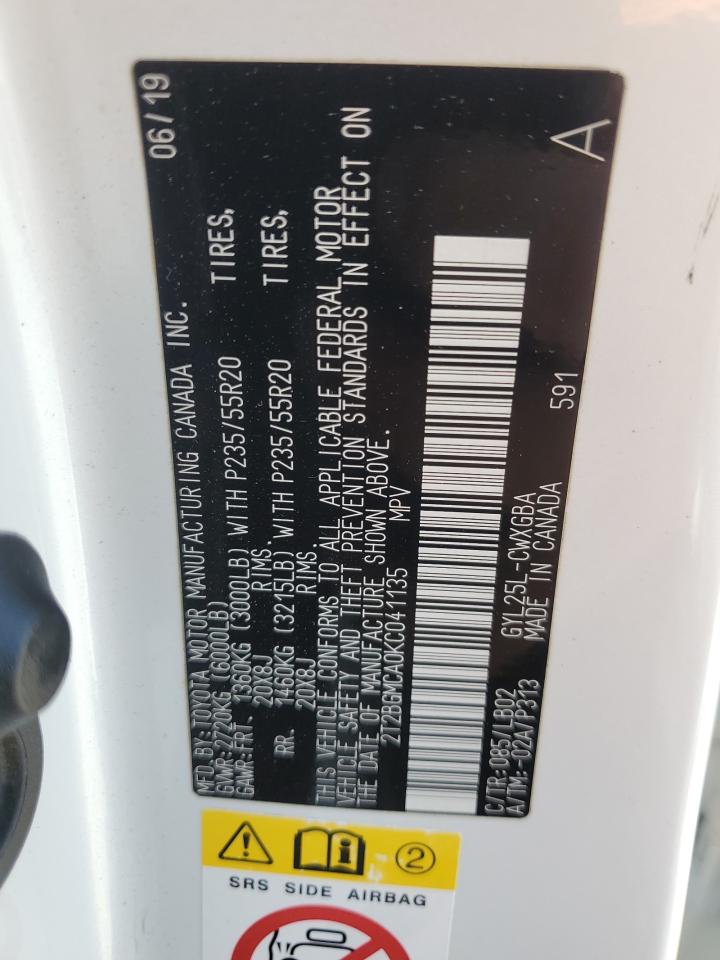 MFD. BY: TOYOTA MOTOR MANUFACTURING CANADA INC. 06/19
GVWR: 2720KG (6000LB)
GAWR: FRT. 1360KG (3000LB) WITH P235/55R20 TIRES,
20X8J RIMS.
RR. 1460KG (3215LB) WITH P235/55R20 TIRES,
20X8J RIMS.
THIS VEHICLE CONFORMS TO ALL APPLICABLE FEDERAL MOTOR
VEHICLE SAFETY AND THEFT PREVENTION STANDARDS IN EFFECT ON
THE DATE OF MANUFACTURE SHOWN ABOVE.
2T2BGMCA0KC041135 MPV
C/TR: 085/LB02 GYL25L-CWXGBA 591 A
A/TM: -02A/P313 MADE IN CANADA
2
SRS SIDE AIRBAG